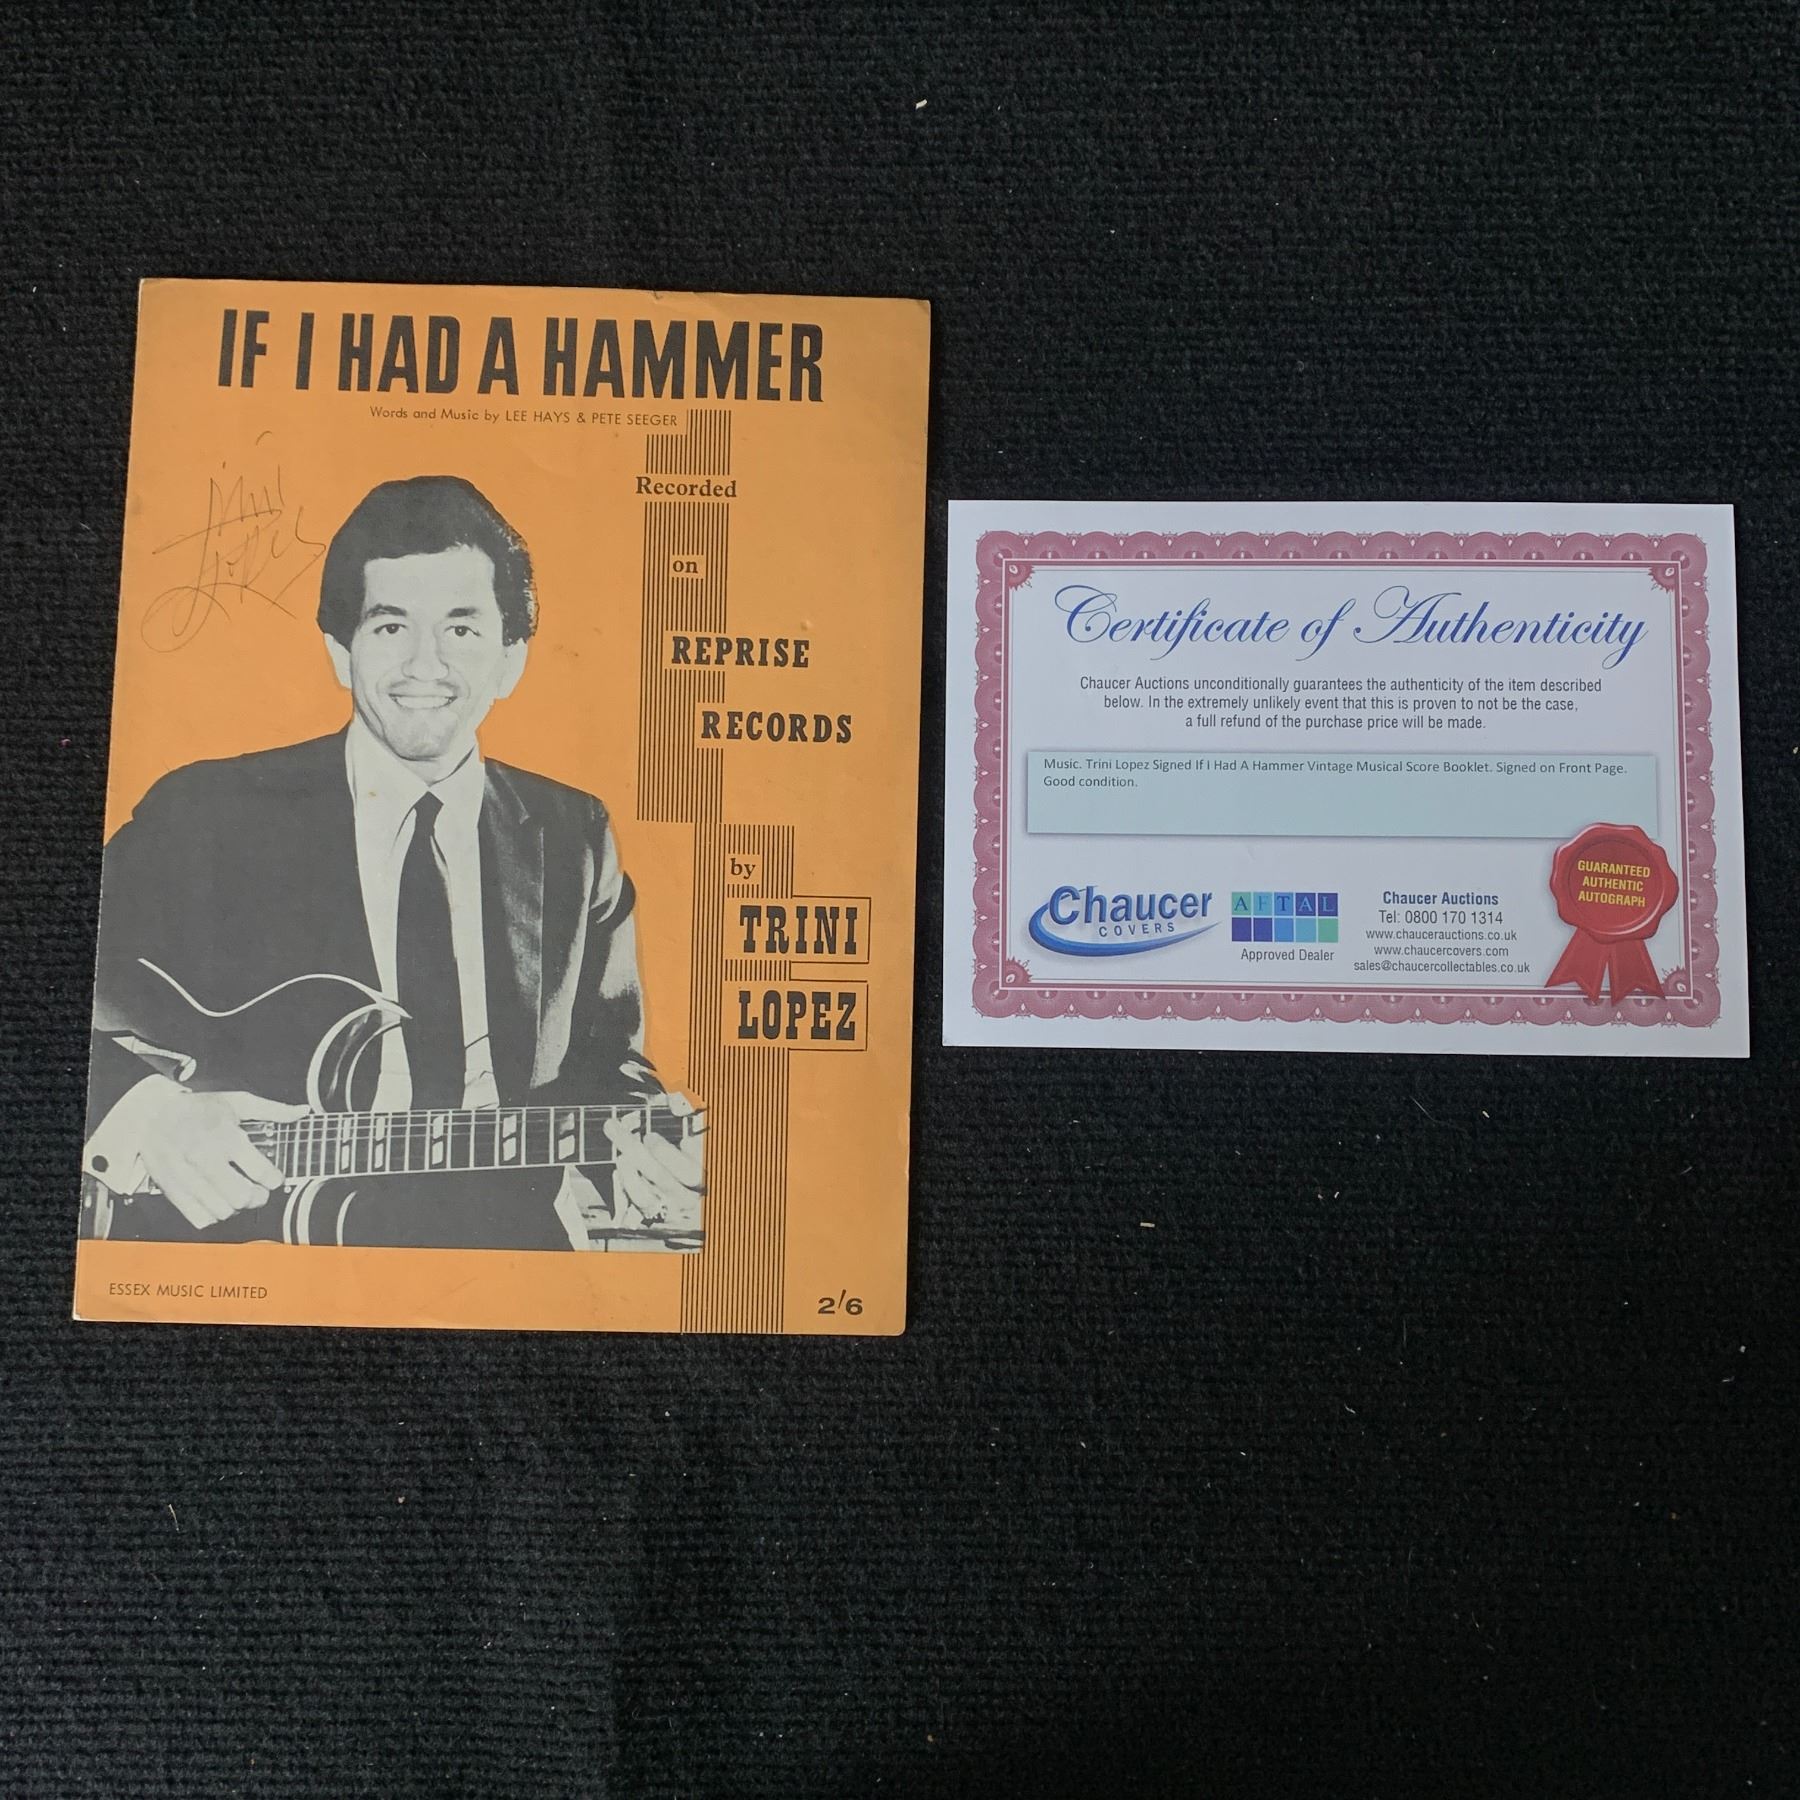 IF I HAD A HAMMER
Words and Music by LEE HAYS & PETE SEEGER
Trini
Lopez
Recorded
on
REPRISE
RECORDS
by
TRINI
LOPEZ
ESSEX MUSIC LIMITED
2/6
Certificate of Authenticity
Chaucer Auctions unconditionally guarantees the authenticity of the item described
below. In the extremely unlikely event that this is proven to not be the case,
a full refund of the purchase price will be made.
Music. Trini Lopez Signed If I Had A Hammer Vintage Musical Score Booklet. Signed on Front Page.
Good condition.
GUARANTEED
AUTHENTIC
AUTOGRAPH
Chaucer
COVERS
AFTAL
Approved Dealer
Chaucer Auctions
Tel: 0800 170 1314
www.chaucerauctions.co.uk
www.chaucercovers.com
sales@chaucercollectables.co.uk